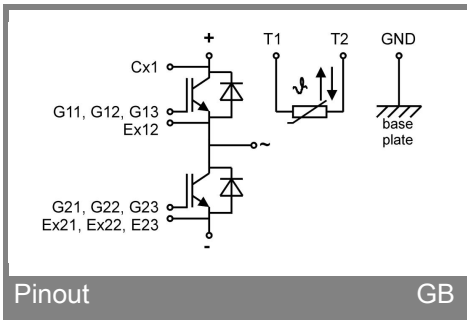 +
T1 T2 GND
Cx1
ϑ
G11, G12, G13
Ex12
base
plate
~
G21, G22, G23
Ex21, Ex22, E23
-
Pinout GB